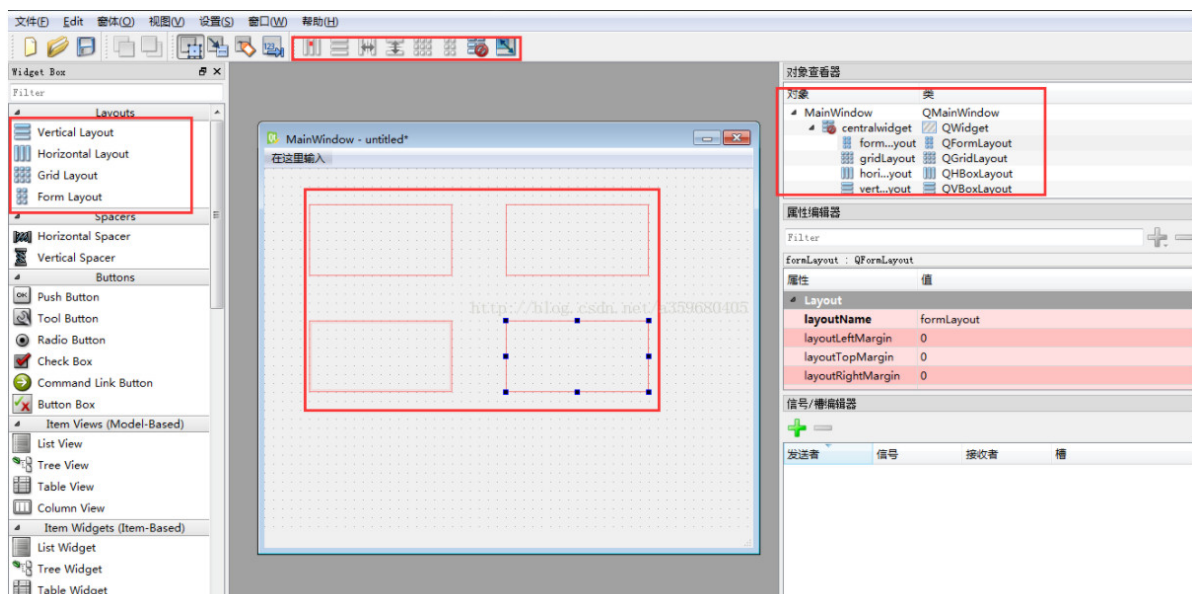 文件(F) Edit 窗体(O) 视图(V) 设置(S) 窗口(W) 帮助(H)
Widget Box
Filter
Layouts
Vertical Layout
Horizontal Layout
Grid Layout
Form Layout
Spacers
Horizontal Spacer
Vertical Spacer
Buttons
OK Push Button
Tool Button
Radio Button
Check Box
Command Link Button
Button Box
Item Views (Model-Based)
List View
Tree View
Table View
Column View
Item Widgets (Item-Based)
List Widget
Tree Widget
Table Widget
MainWindow - untitled*
在这里输入
http://blog.csdn.net/a359680405
对象查看器
对象 类
MainWindow QMainWindow
centralwidget QWidget
form...yout QFormLayout
gridLayout QGridLayout
hori...yout QHBoxLayout
vert...yout QVBoxLayout
属性编辑器
Filter
formLayout : QFormLayout
属性 值
Layout
layoutName formLayout
layoutLeftMargin 0
layoutTopMargin 0
layoutRightMargin 0
信号/槽编辑器
发送者 信号 接收者 槽